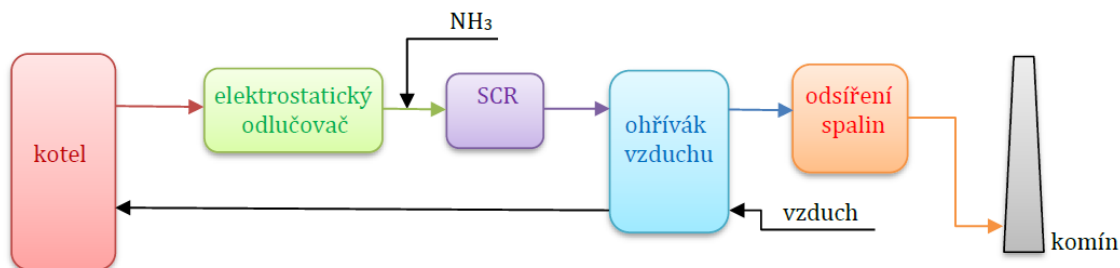 NH₃
kotel
elektrostatický
odlučovač
SCR
ohřívák
vzduchu
odsíření
spalin
vzduch
komín